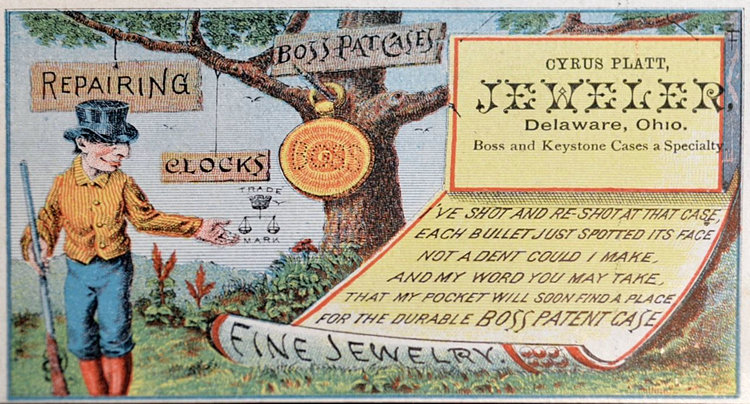 REPAIRING
BOSS PAT CASES
CLOCKS
BOSS
TRADE
MARK
CYRUS PLATT,
JEWELER.
Delaware, Ohio.
Boss and Keystone Cases a Specialty
I'VE SHOT AND RE-SHOT AT THAT CASE,
EACH BULLET JUST SPOTTED ITS FACE
NOT A DENT COULD I MAKE,
AND MY WORD YOU MAY TAKE,
THAT MY POCKET WILL SOON FIND A PLACE
FOR THE DURABLE BOSS PATENT CASE
FINE JEWELRY.